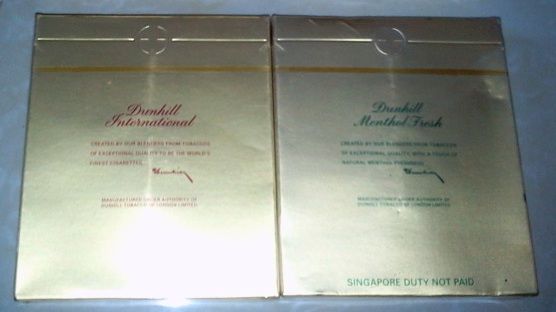 Dunhill
International
CREATED BY OUR BLENDERS FROM TOBACCOS
OF EXCEPTIONAL QUALITY TO BE THE WORLD'S
FINEST CIGARETTES.
MANUFACTURED UNDER AUTHORITY OF
DUNHILL TOBACCO OF LONDON LIMITED
Dunhill
Menthol Fresh
CREATED BY OUR BLENDERS FROM TOBACCOS
OF EXCEPTIONAL QUALITY, WITH A TOUCH OF
NATURAL MENTHOL FRESHNESS.
MANUFACTURED UNDER AUTHORITY OF
DUNHILL TOBACCO OF LONDON LIMITED
SINGAPORE DUTY NOT PAID